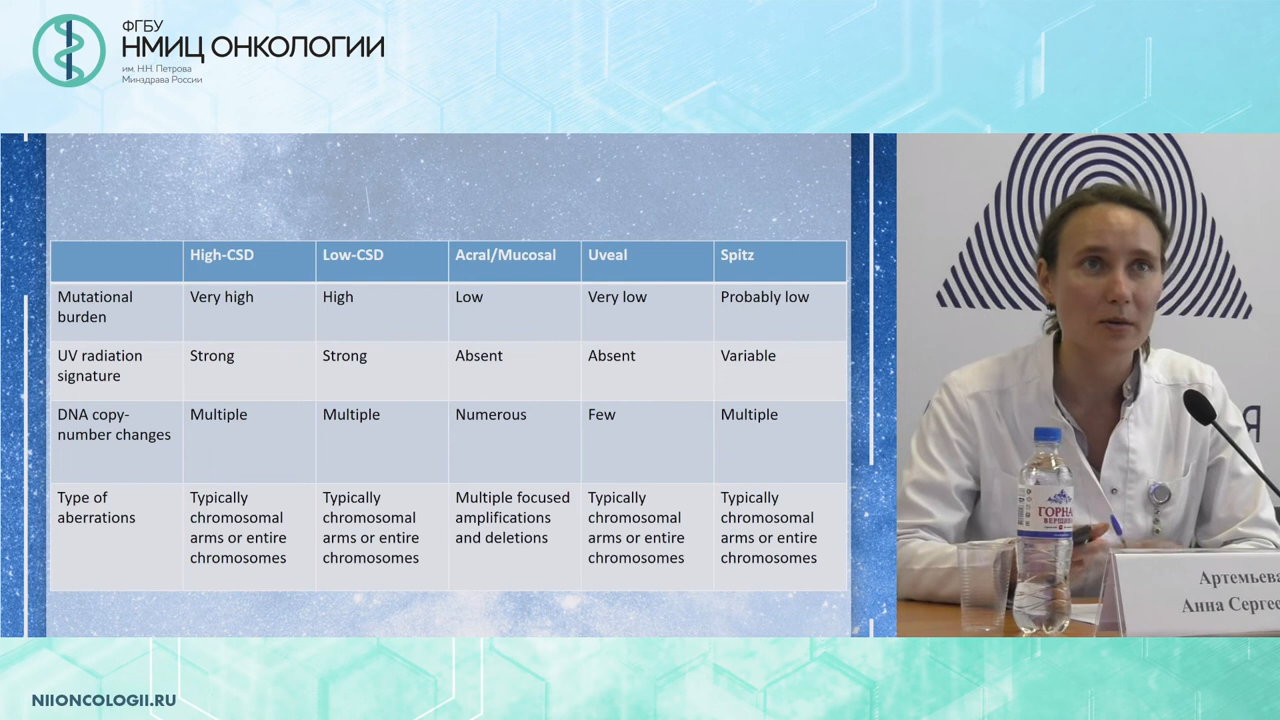 ФГБУ
НМИЦ ОНКОЛОГИИ
им. Н.Н. Петрова
Минздрава России
High-CSD
Low-CSD
Acral/Mucosal
Uveal
Spitz
Mutational
burden
Very high
High
Low
Very low
Probably low
UV radiation
signature
Strong
Strong
Absent
Absent
Variable
DNA copy-
number changes
Multiple
Multiple
Numerous
Few
Multiple
Type of
aberrations
Typically
chromosomal
arms or entire
chromosomes
Typically
chromosomal
arms or entire
chromosomes
Multiple focused
amplifications
and deletions
Typically
chromosomal
arms or entire
chromosomes
Typically
chromosomal
arms or entire
chromosomes
Я
ГОРНА
ВЕРШИНА
Артемьева
Анна Серге
NIIONCOLOGII.RU